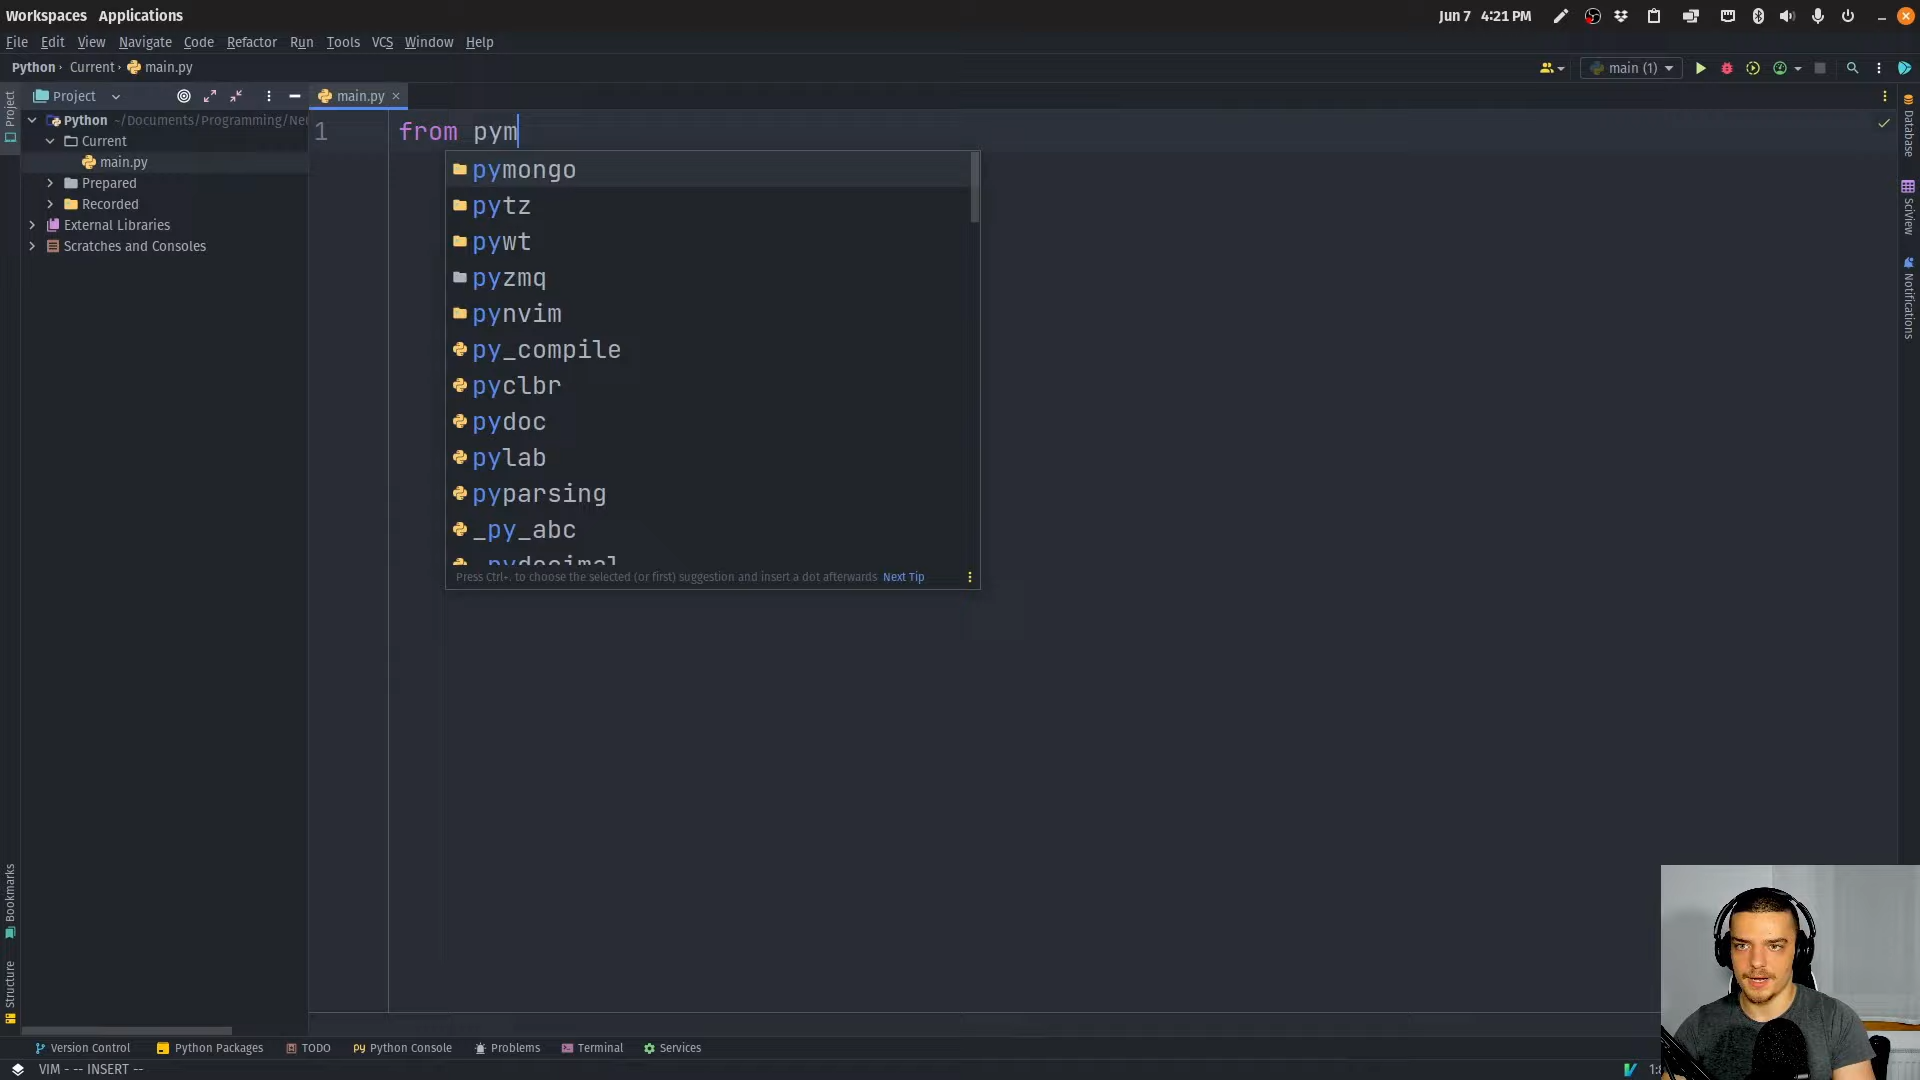 Workspaces Applications
Jun 7 4:21 PM
File Edit View Navigate Code Refactor Run Tools VCS Window Help
Python Current main.py
main (1)
Project
Project
main.py
Python ~/Documents/Programming/Ne
Current
main.py
Prepared
Recorded
External Libraries
Scratches and Consoles
1
from pym
pymongo
pytz
pywt
pyzmq
pynvim
py_compile
pyclbr
pydoc
pylab
pyparsing
_py_abc
_pydecimal
Press Ctrl+. to choose the selected (or first) suggestion and insert a dot afterwards Next Tip
Database
SciView
Notifications
Bookmarks
Structure
Version Control Python Packages TODO Python Console Problems Terminal Services
VIM - -- INSERT --